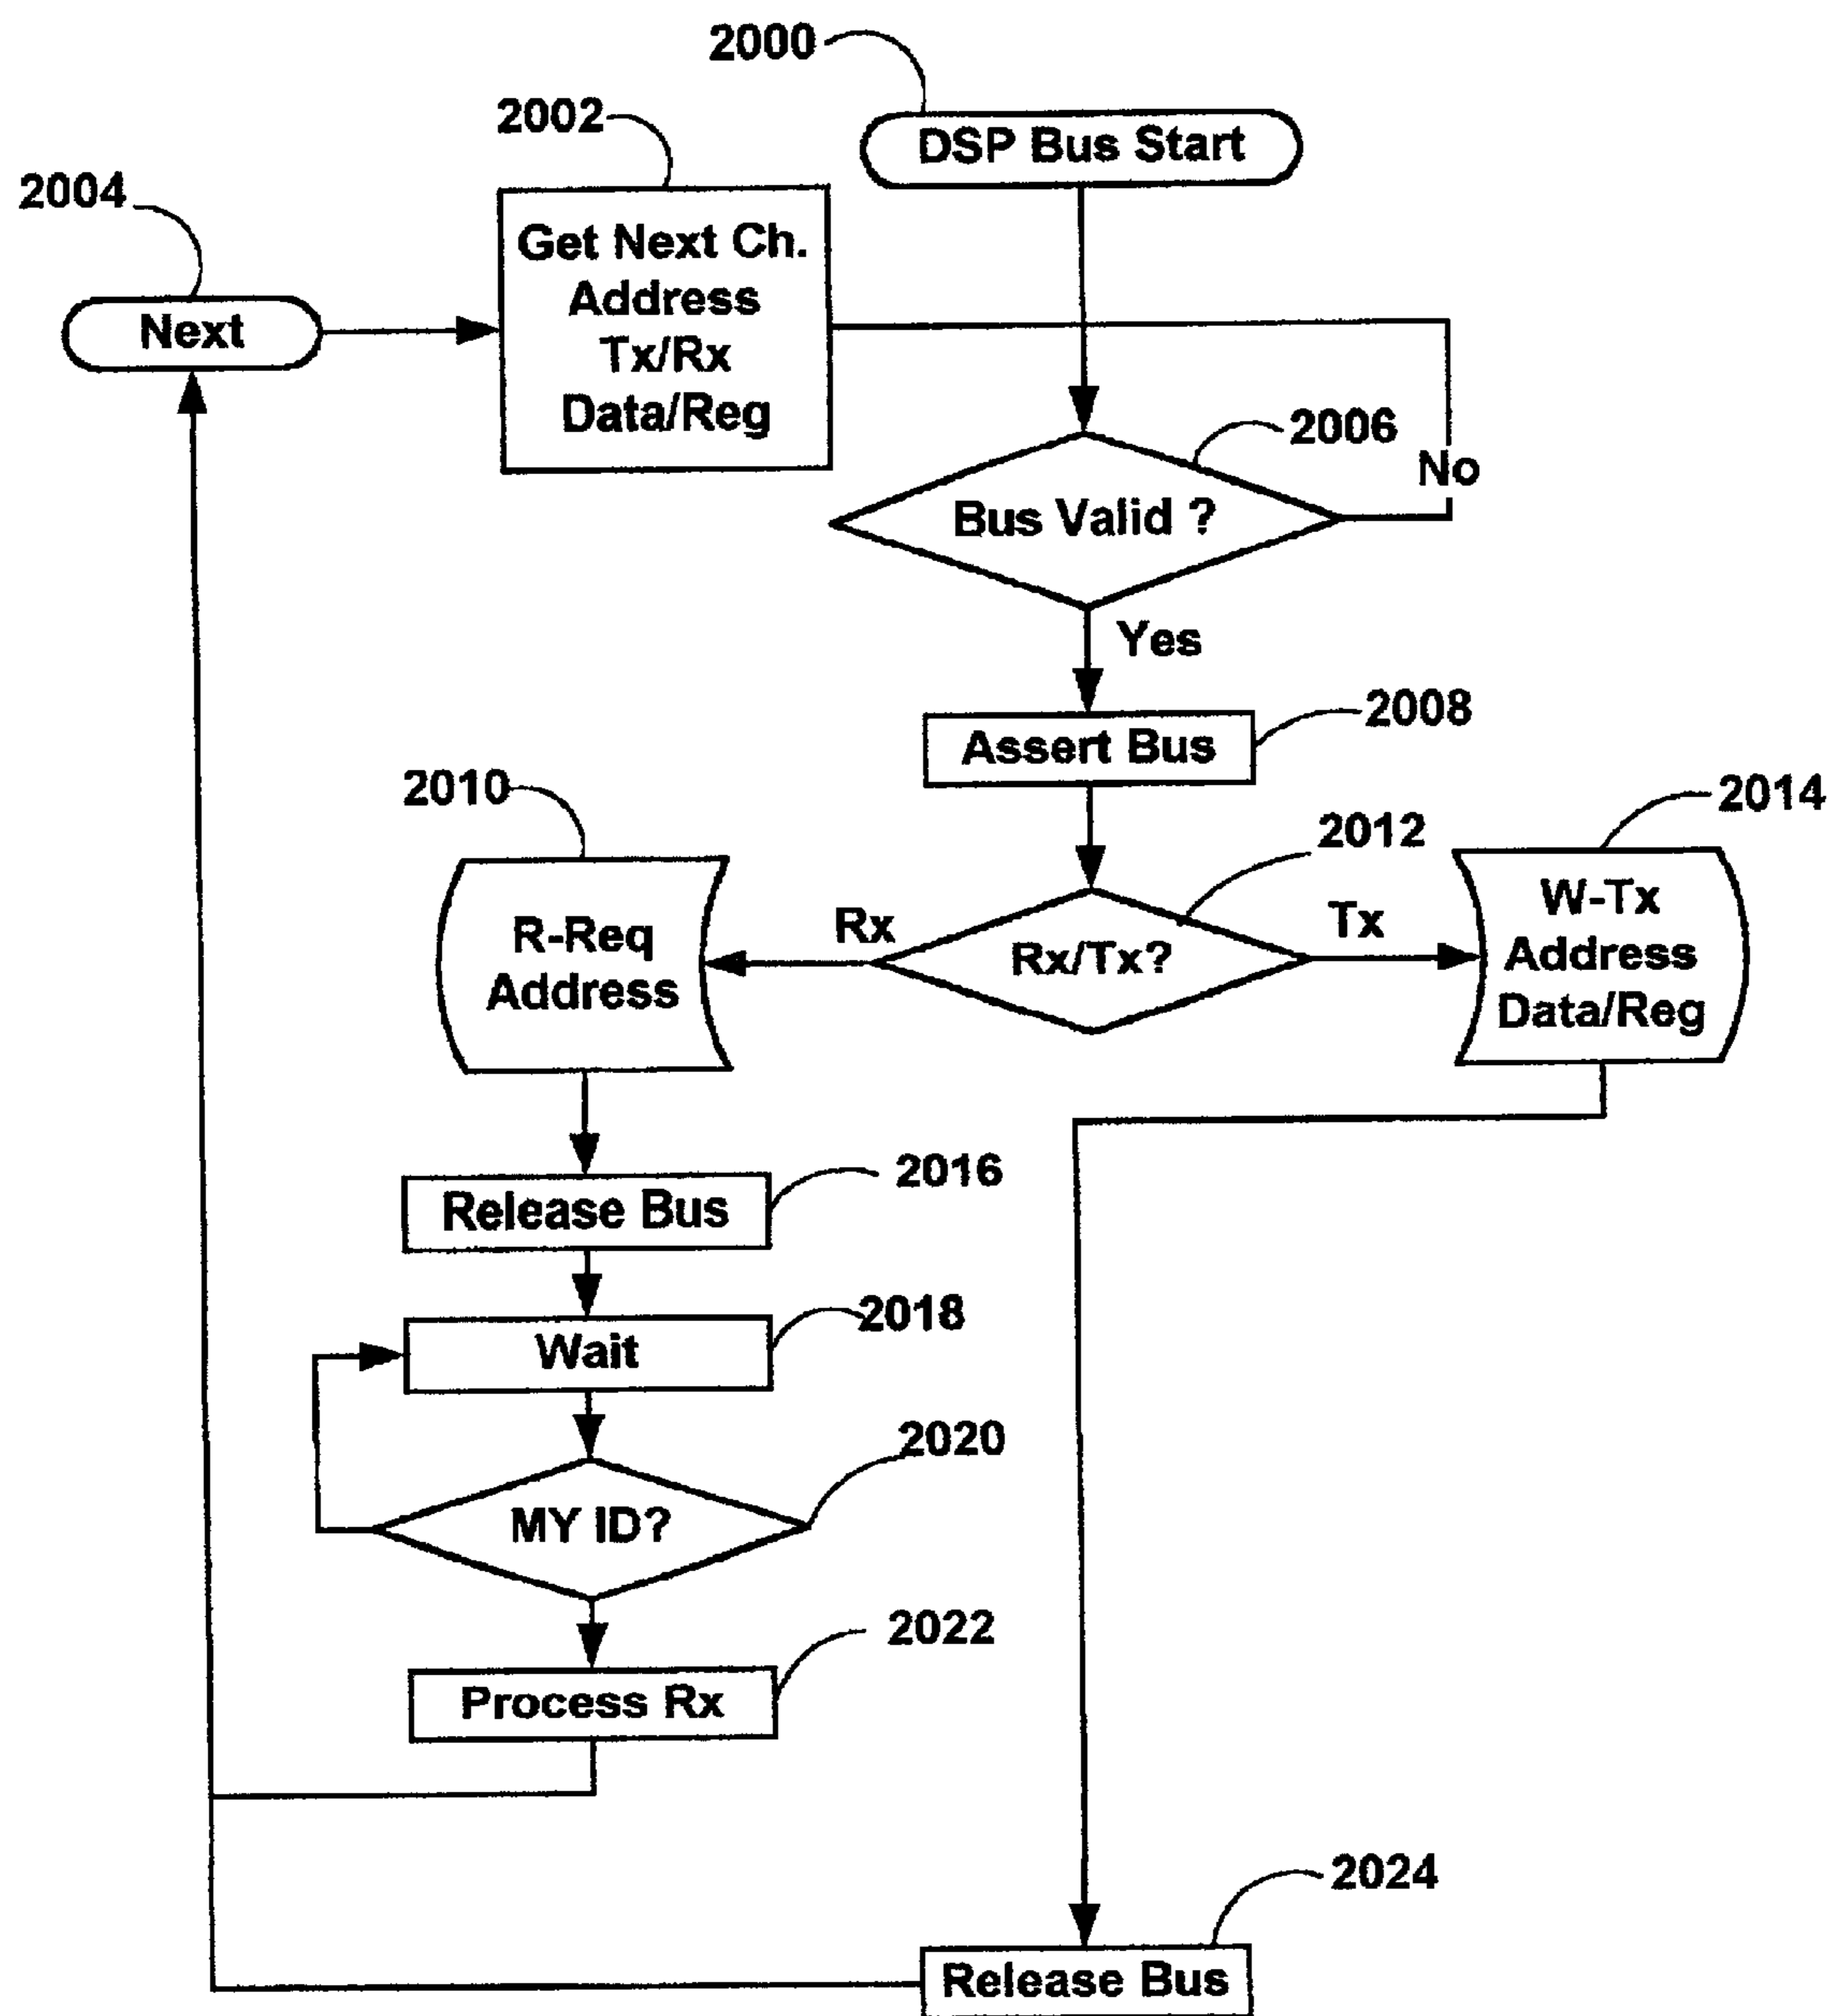 2000
DSP Bus Start
2002
Get Next Ch.
Address
Tx/Rx
Data/Reg
2004
Next
2006
No
Bus Valid ?
Yes
2008
Assert Bus
2010
R-Req
Address
Rx
2012
Rx/Tx?
Tx
2014
W-Tx
Address
Data/Reg
2016
Release Bus
2018
Wait
2020
MY ID?
2022
Process Rx
2024
Release Bus